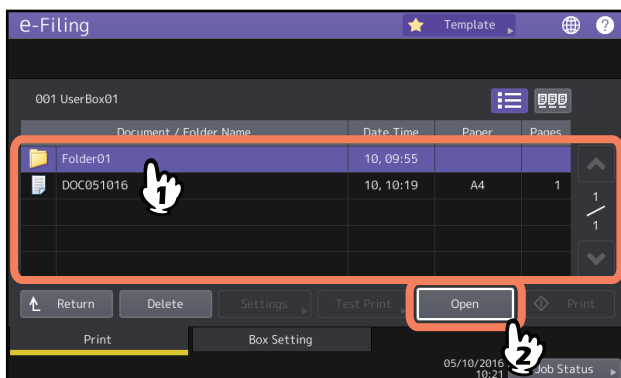 e-Filing Template ?
001 UserBox01
Document / Folder Name Date,Time Paper Pages
Folder01 10, 09:55
DOC051016 10, 10:19 A4 1
1
1
1
Return Delete Settings Test Print Open Print
Print Box Setting
2
05/10/2016
10:21 Job Status